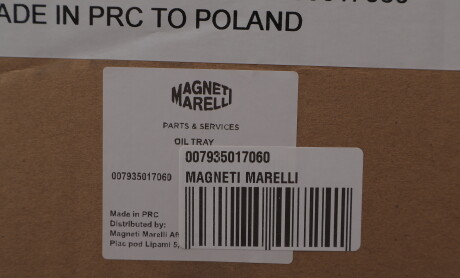 MADE IN PRC TO POLAND
MAGNETI
MARELLI
PARTS & SERVICES
OIL TRAY
007935017060
007935017060
MAGNETI MARELLI
Made in PRC
Distributed by:
Magneti Marelli
Plac pod Lipami 5,